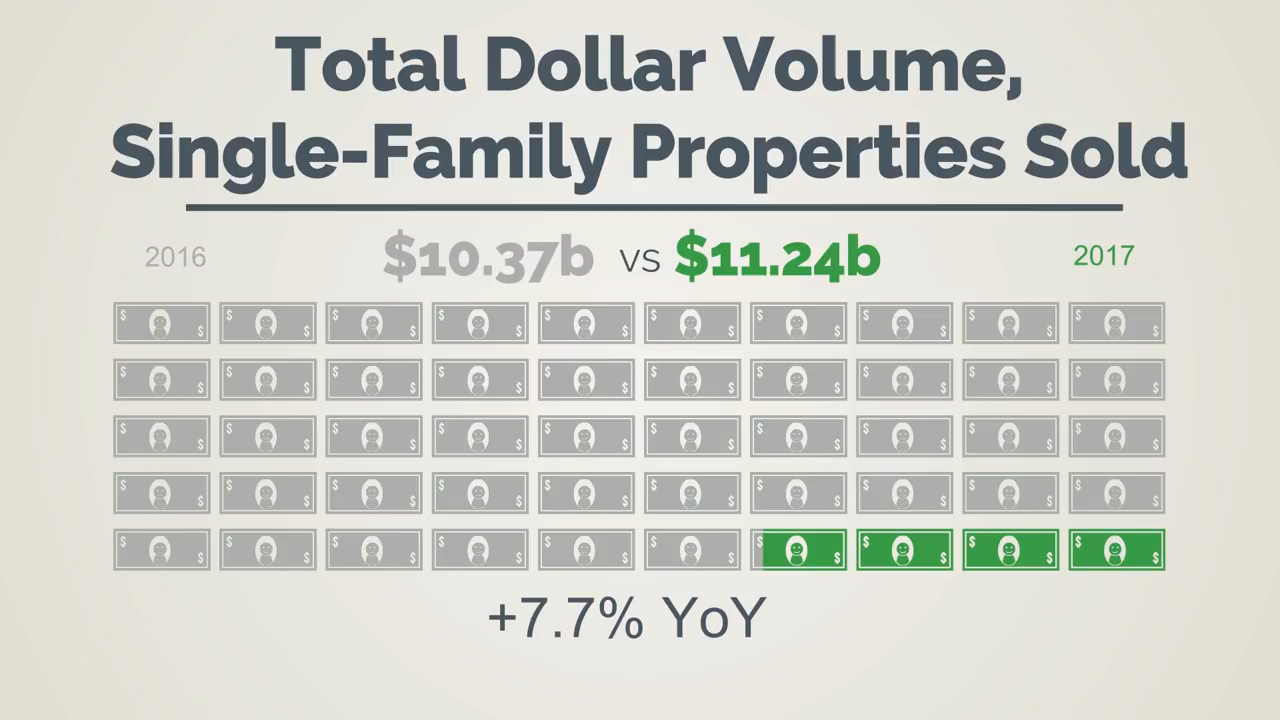 Total Dollar Volume,
Single-Family Properties Sold
2016 $10.37b vs $11.24b 2017
+7.7% YoY